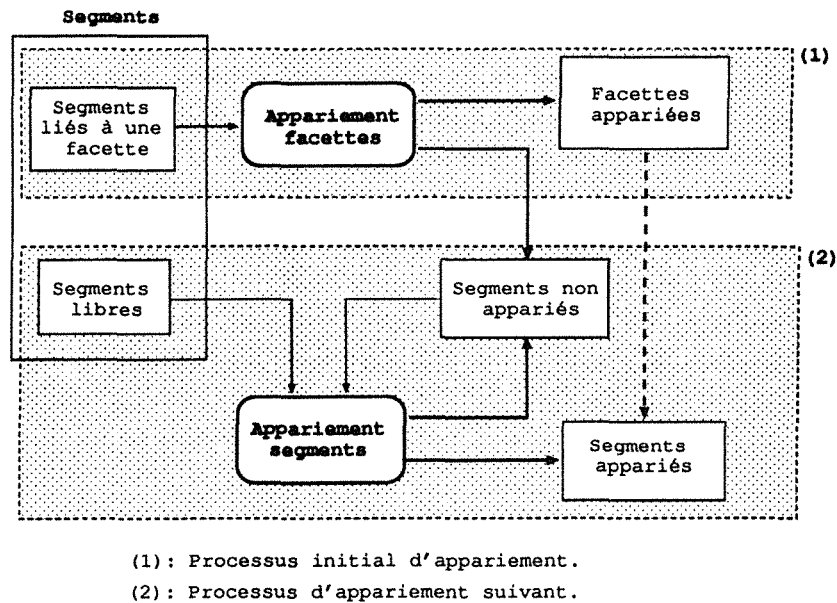 Segments
(1)
Segments
liés à une
facette
Appariement
facettes
Facettes
appariées
(2)
Segments
libres
Segments non
appariés
Appariement
segments
Segments
appariés
(1): Processus initial d'appariement.
(2): Processus d'appariement suivant.